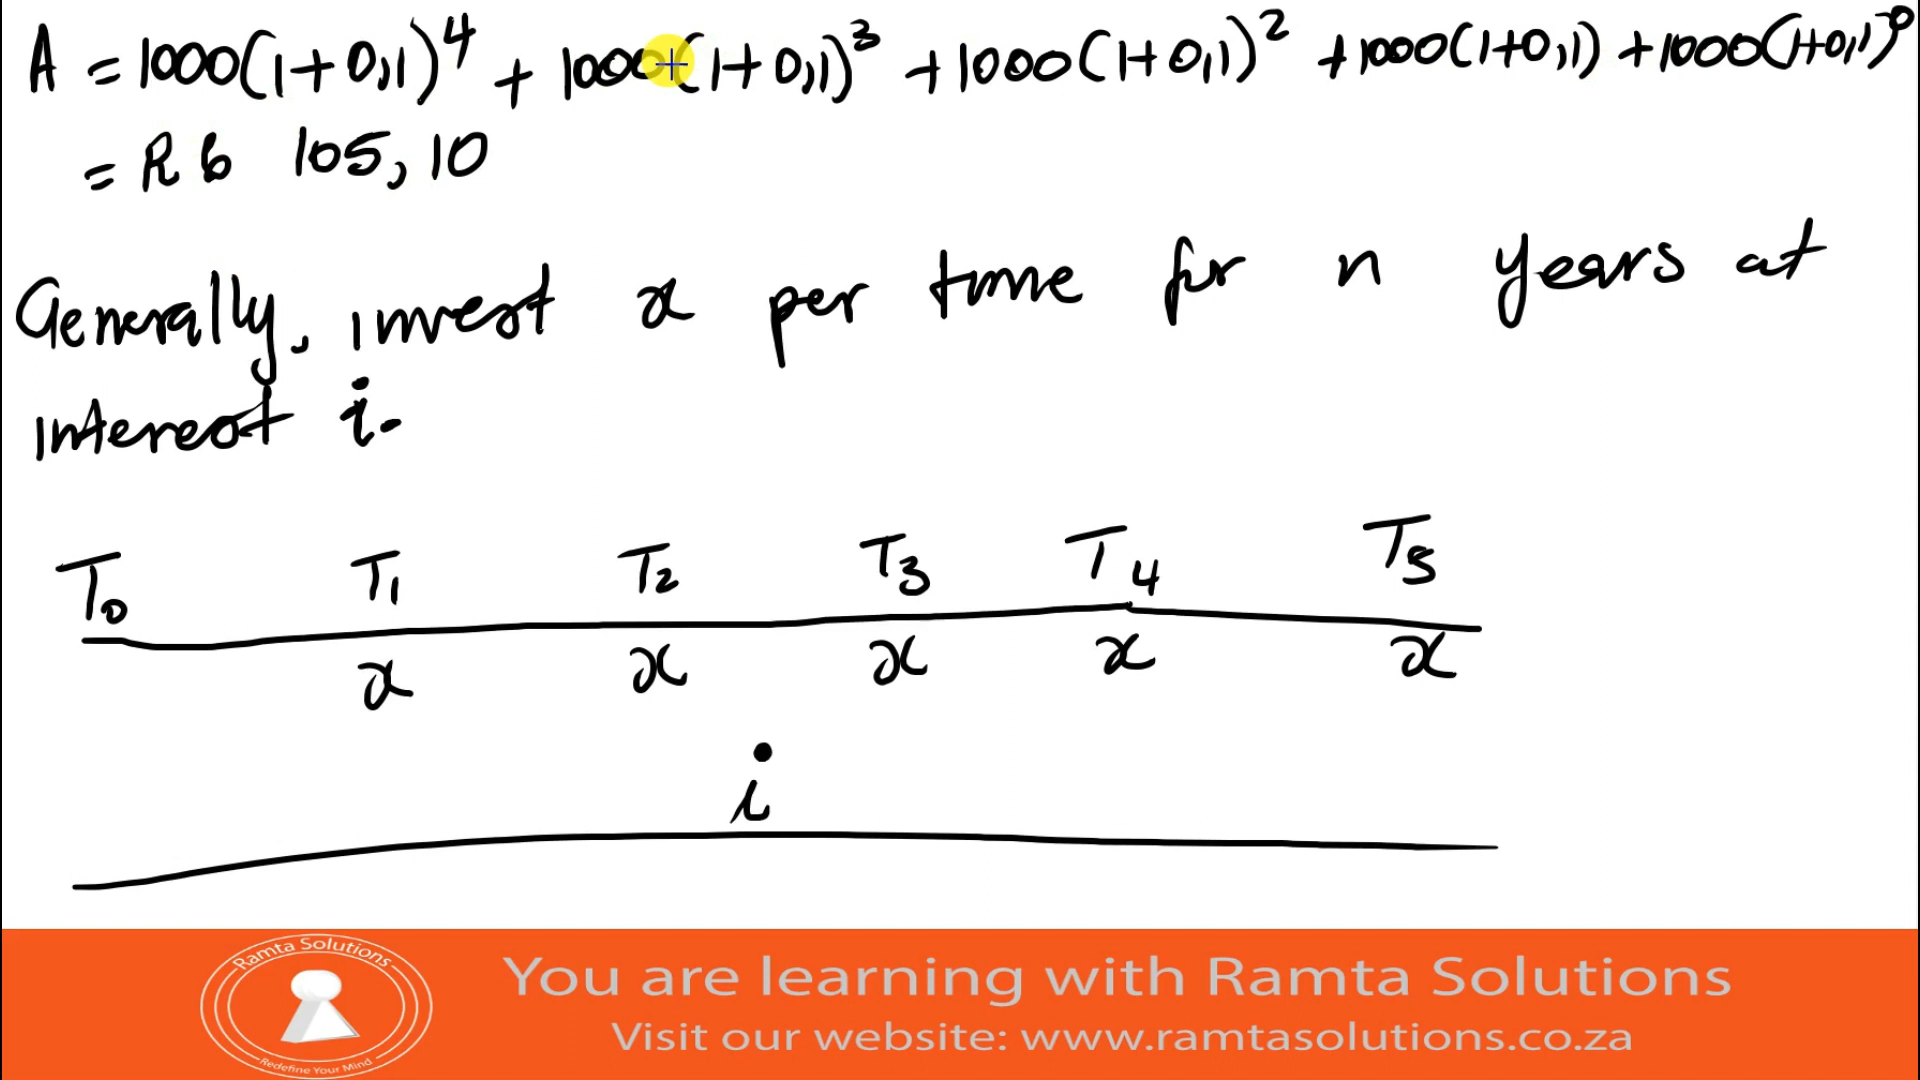 A = 1000(1+0,1)^4 + 1000(1+0,1)^3 + 1000(1+0,1)^2 + 1000(1+0,1) + 1000(1+0,1)^0
= R6 105,10
Generally, invest x per time for n years at
interest i.
T0 T1 T2 T3 T4 T5
x x x x x
i
Ramta Solutions
Redefine Your Mind
You are learning with Ramta Solutions
Visit our website: www.ramtasolutions.co.za